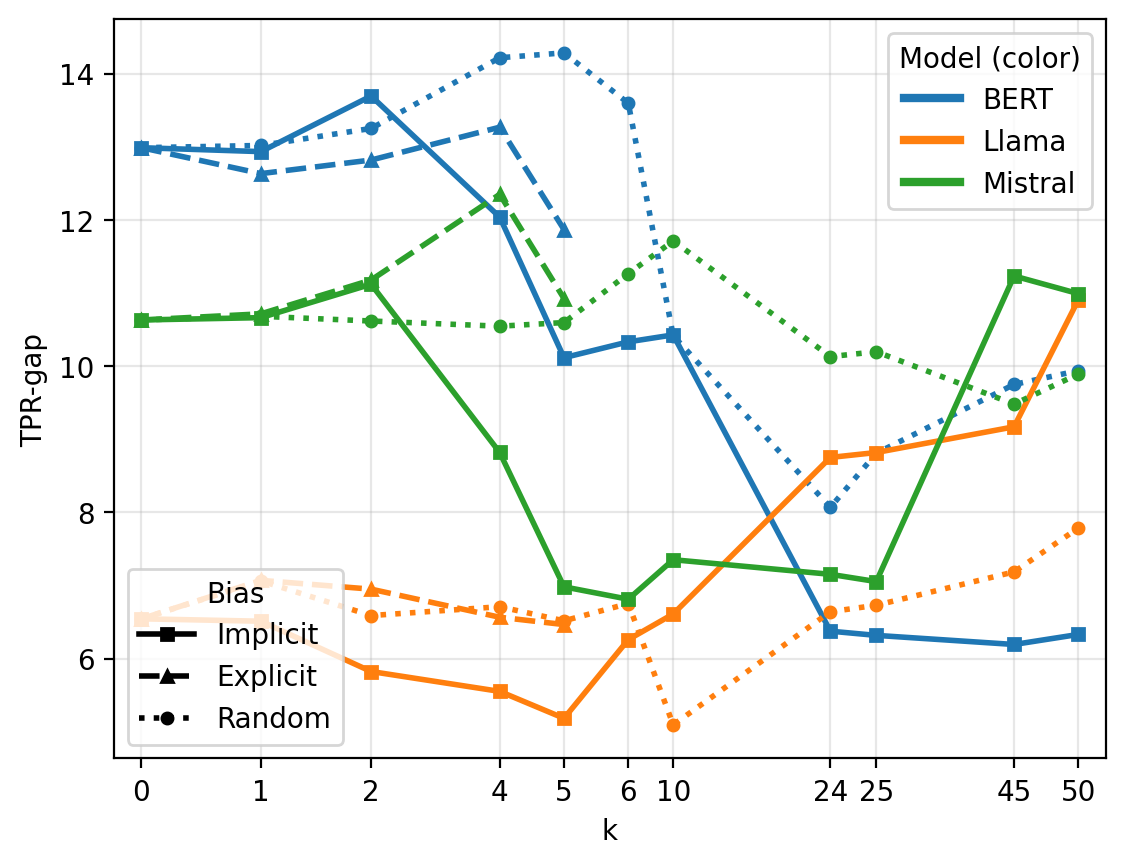 Model (color)
BERT
Llama
Mistral
14
12
10
8
6
TPR-gap
Bias
Implicit
Explicit
Random
0 1 2 4 5 6 10 24 25 45 50
k